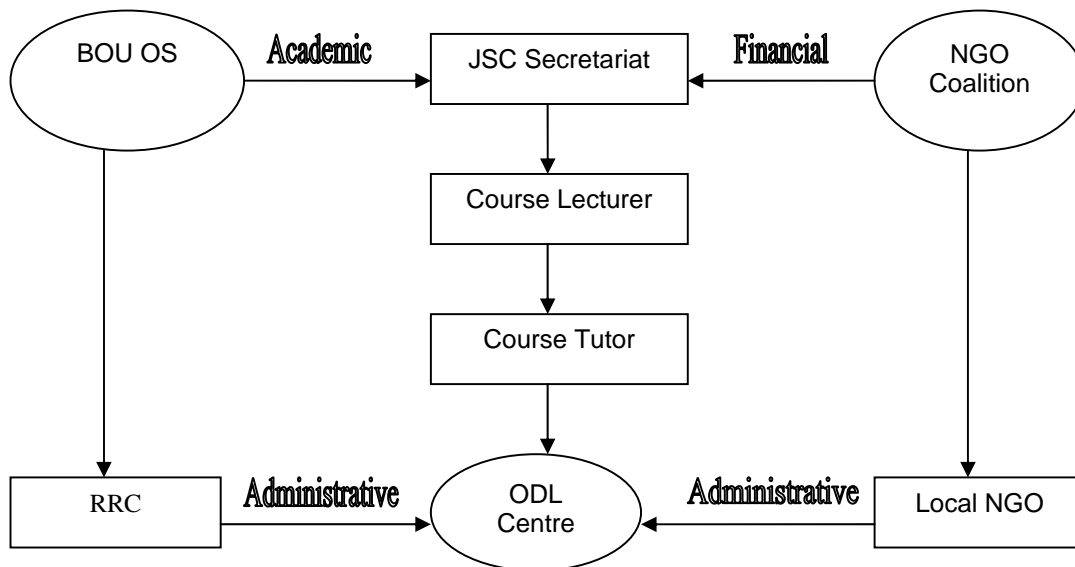 BOU OS
Academic
JSC Secretariat
Financial
NGO
Coalition
Course Lecturer
Course Tutor
RRC
Administrative
ODL
Centre
Administrative
Local NGO